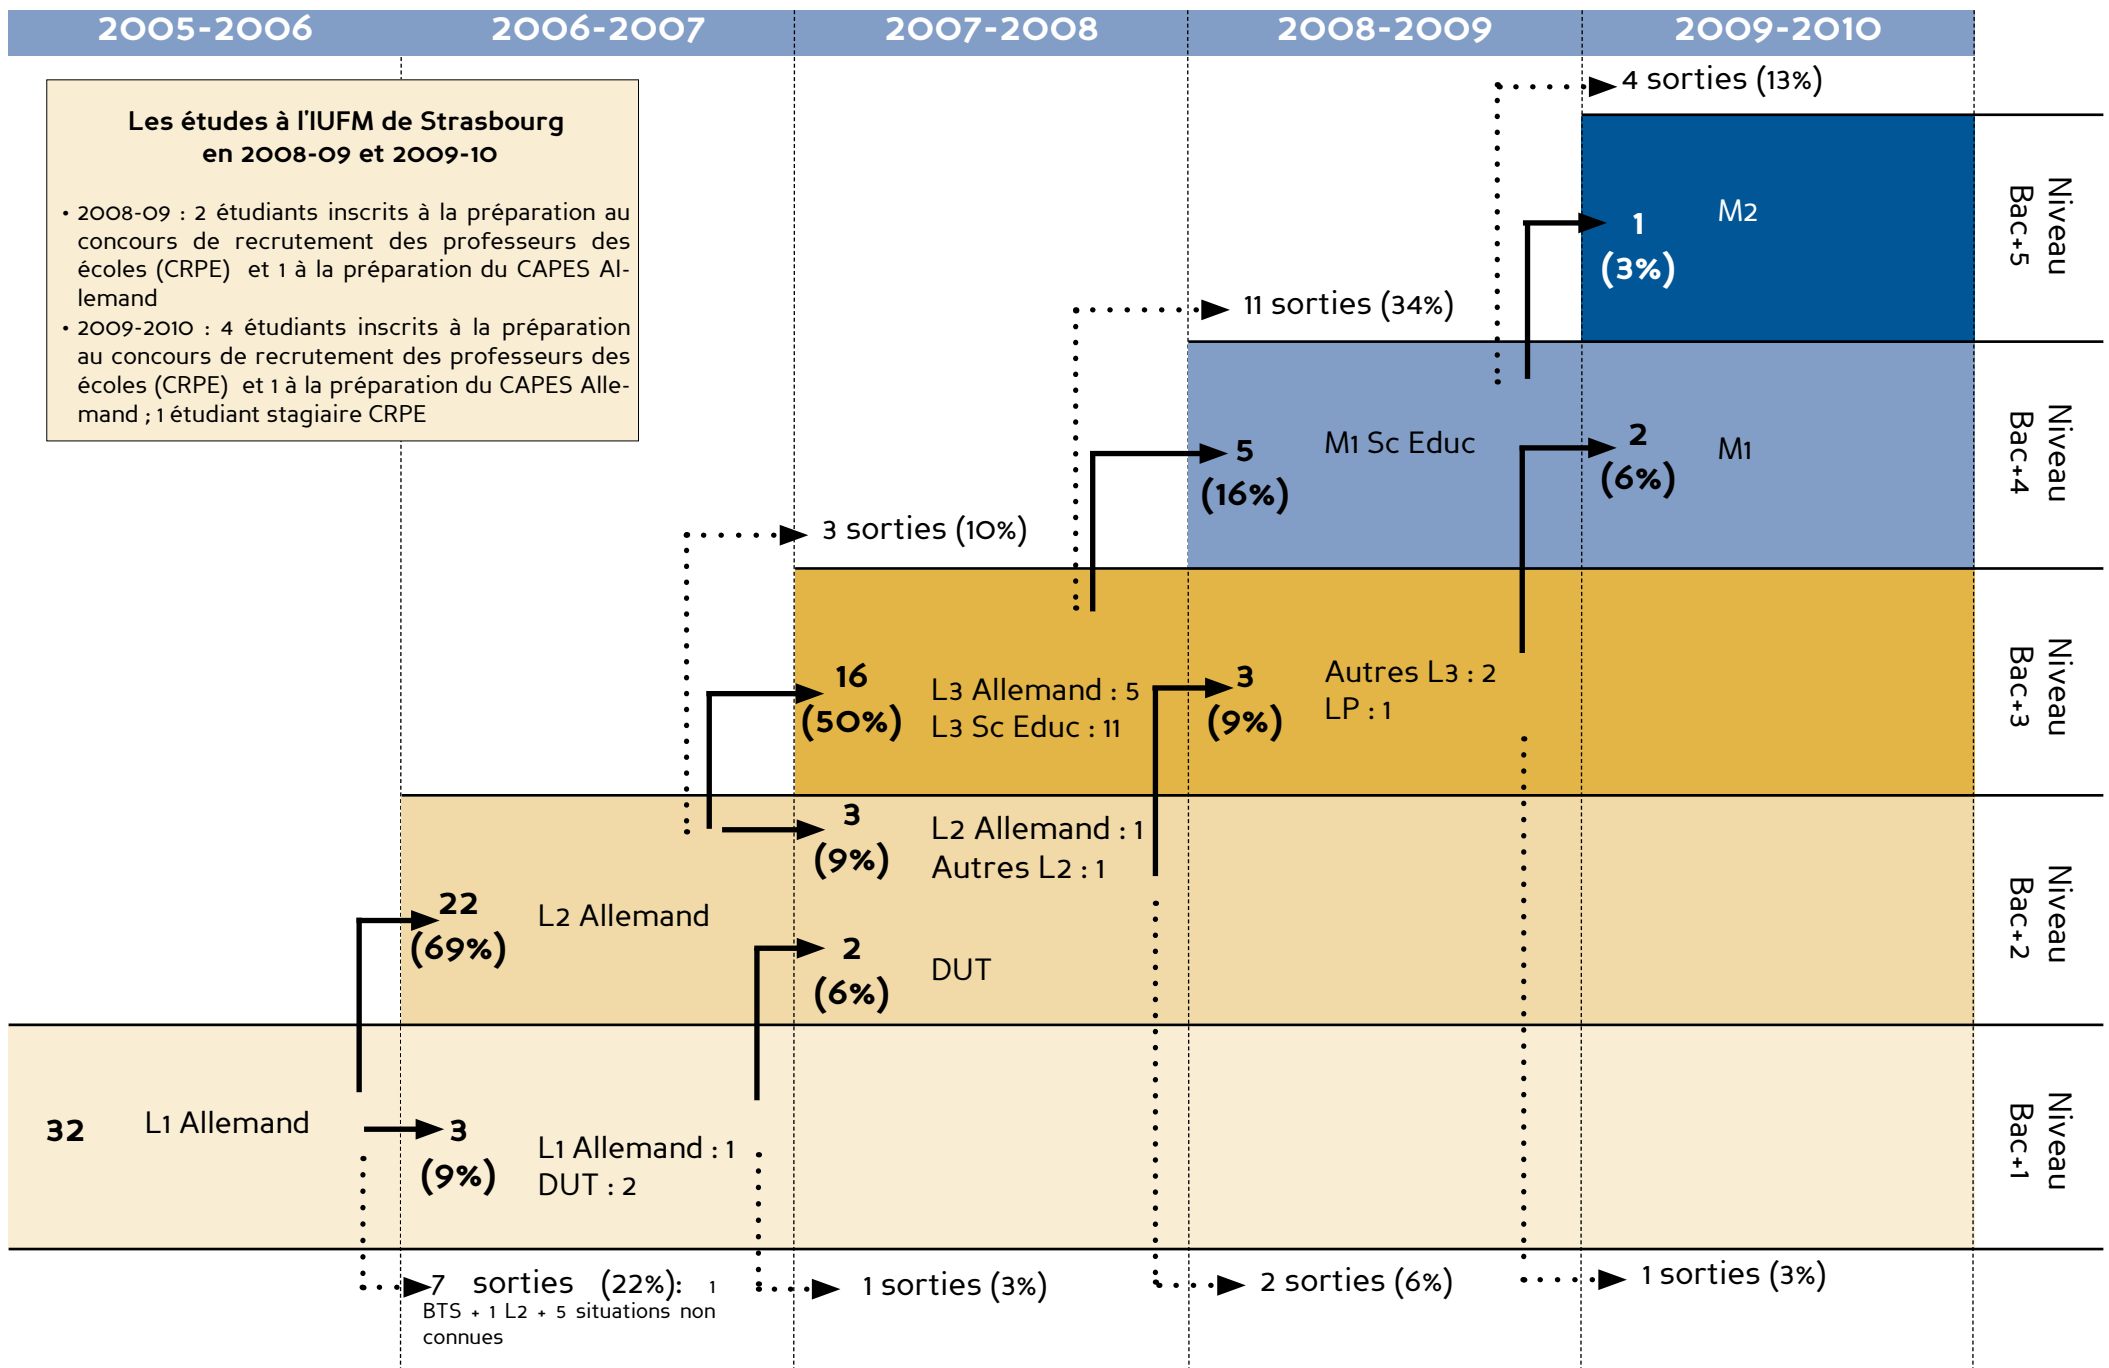 2005-2006 2006-2007 2007-2008 2008-2009 2009-2010
Les études à l'IUFM de Strasbourg
en 2008-09 et 2009-10
• 2008-09 : 2 étudiants inscrits à la préparation au
concours de recrutement des professeurs des
écoles (CRPE) et 1 à la préparation du CAPES Al-
lemand
• 2009-2010 : 4 étudiants inscrits à la préparation
au concours de recrutement des professeurs des
écoles (CRPE) et 1 à la préparation du CAPES Alle-
mand ; 1 étudiant stagiaire CRPE
4 sorties (13%)
1
(3%)
M2
Niveau
Bac+5
11 sorties (34%)
5
(16%)
M1 Sc Educ
2
(6%)
M1
Niveau
Bac+4
3 sorties (10%)
16
(50%)
L3 Allemand : 5
L3 Sc Educ : 11
3
(9%)
Autres L3 : 2
LP : 1
Niveau
Bac+3
22
(69%)
L2 Allemand
3
(9%)
L2 Allemand : 1
Autres L2 : 1
2
(6%)
DUT
Niveau
Bac+2
32
L1 Allemand
3
(9%)
L1 Allemand : 1
DUT : 2
Niveau
Bac+1
7 sorties (22%): 1
BTS + 1 L2 + 5 situations non
connues
1 sorties (3%)
2 sorties (6%)
1 sorties (3%)